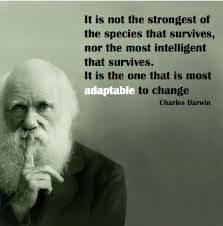 It is not the strongest of
the species that survives,
nor the most intelligent
that survives.
It is the one that is most
adaptable to change
Charles Darwin